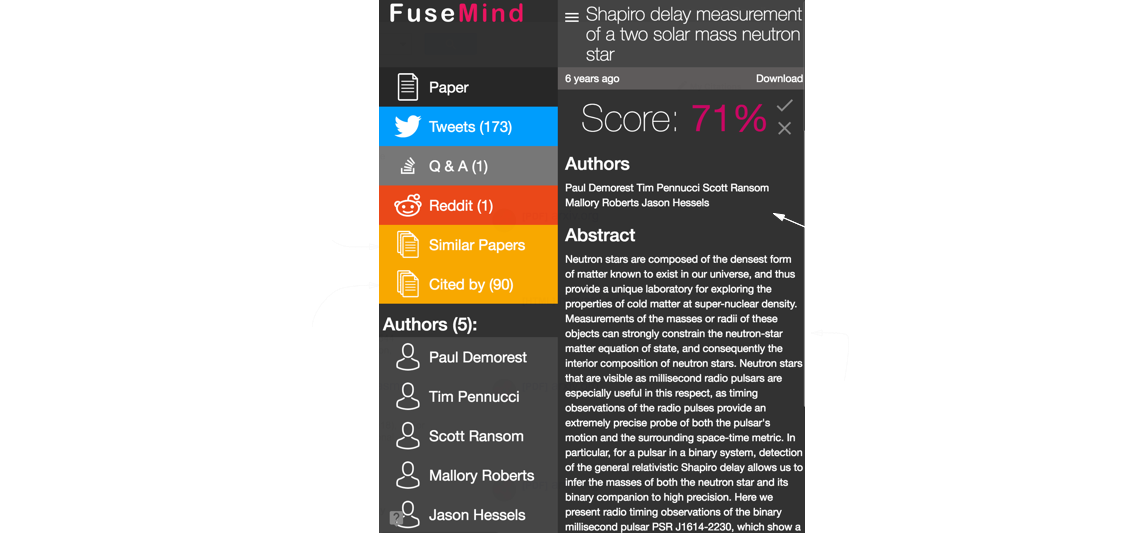 FuseMind
Paper
Tweets (173)
Q & A (1)
Reddit (1)
Similar Papers
Cited by (90)
Authors (5):
Paul Demorest
Tim Pennucci
Scott Ransom
Mallory Roberts
Jason Hessels
?
Shapiro delay measurement
of a two solar mass neutron
star
6 years ago Download
Score: 71%
Authors
Paul Demorest Tim Pennucci Scott Ransom
Mallory Roberts Jason Hessels
Abstract
Neutron stars are composed of the densest form
of matter known to exist in our universe, and thus
provide a unique laboratory for exploring the
properties of cold matter at super-nuclear density.
Measurements of the masses or radii of these
objects can strongly constrain the neutron-star
matter equation of state, and consequently the
interior composition of neutron stars. Neutron stars
that are visible as millisecond radio pulsars are
especially useful in this respect, as timing
observations of the radio pulses provide an
extremely precise probe of both the pulsar's
motion and the surrounding space-time metric. In
particular, for a pulsar in a binary system, detection
of the general relativistic Shapiro delay allows us to
infer the masses of both the neutron star and its
binary companion to high precision. Here we
present radio timing observations of the binary
millisecond pulsar PSR J1614-2230, which show a